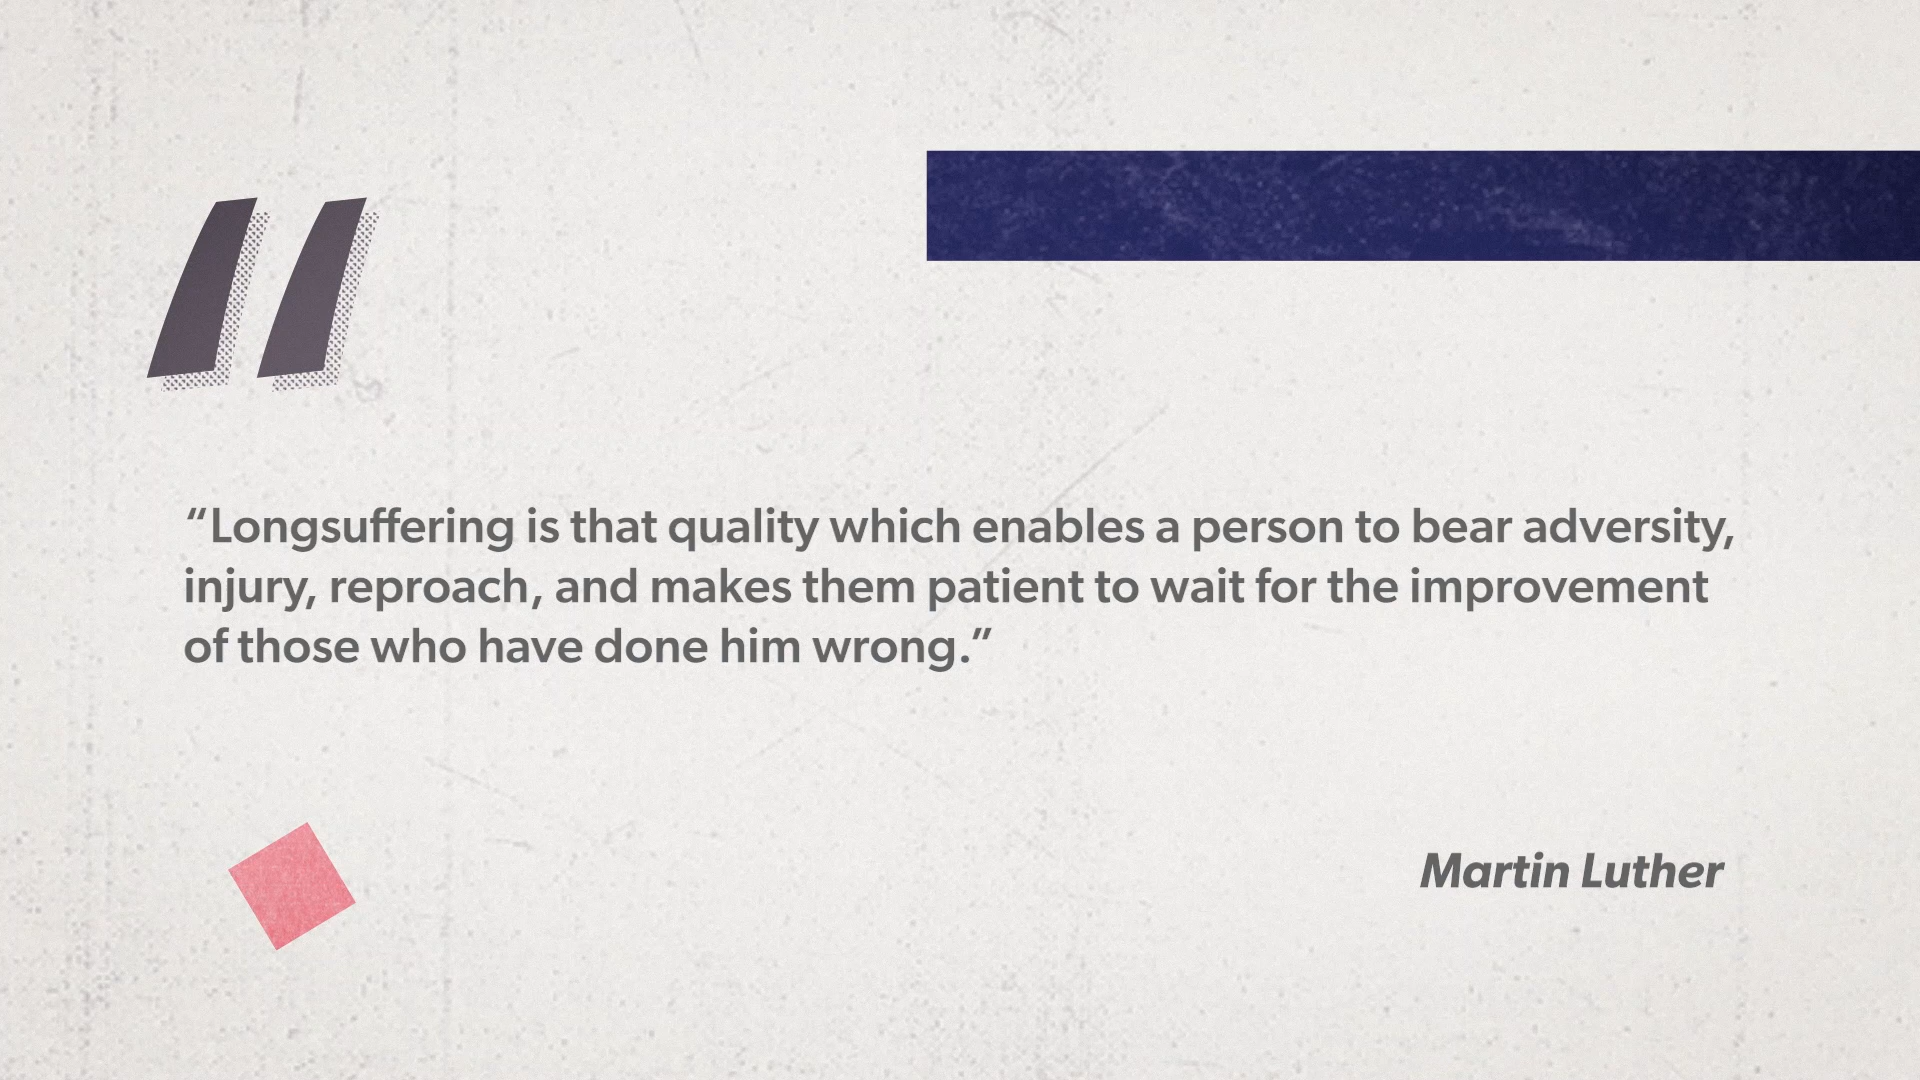 “Longsuffering is that quality which enables a person to bear adversity,
injury, reproach, and makes them patient to wait for the improvement
of those who have done him wrong.”
Martin Luther